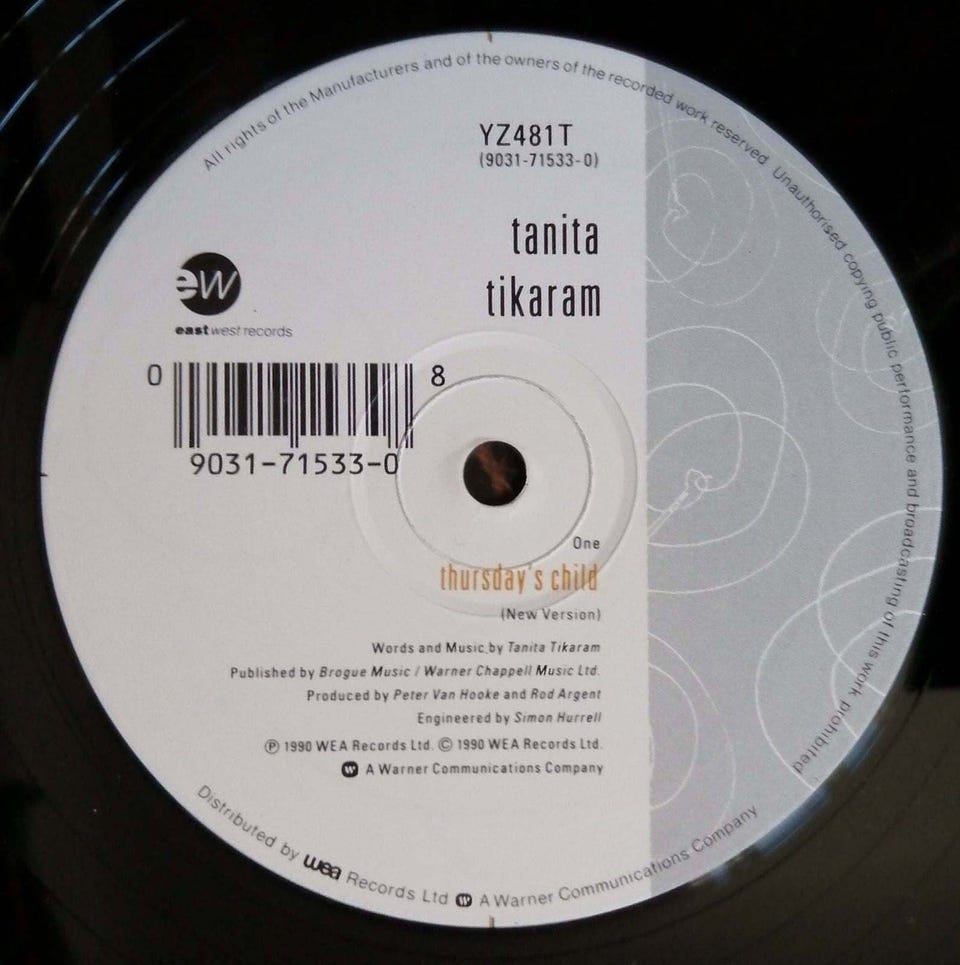 All rights of the Manufacturers and of the owners of the recorded work reserved. Unauthorised copying public performance and broadcasting of this work prohibited
YZ481T
(9031-71533-0)
tanita
tikaram
ew
eastwest records
0 8
9031-71533-0
One
thursday's child
(New Version)
Words and Music by Tanita Tikaram
Published by Brogue Music / Warner Chappell Music Ltd.
Produced by Peter Van Hooke and Rod Argent
Engineered by Simon Hurrell
Ⓟ 1990 WEA Records Ltd. © 1990 WEA Records Ltd.
A Warner Communications Company
Distributed by wea Records Ltd A Warner Communications Company